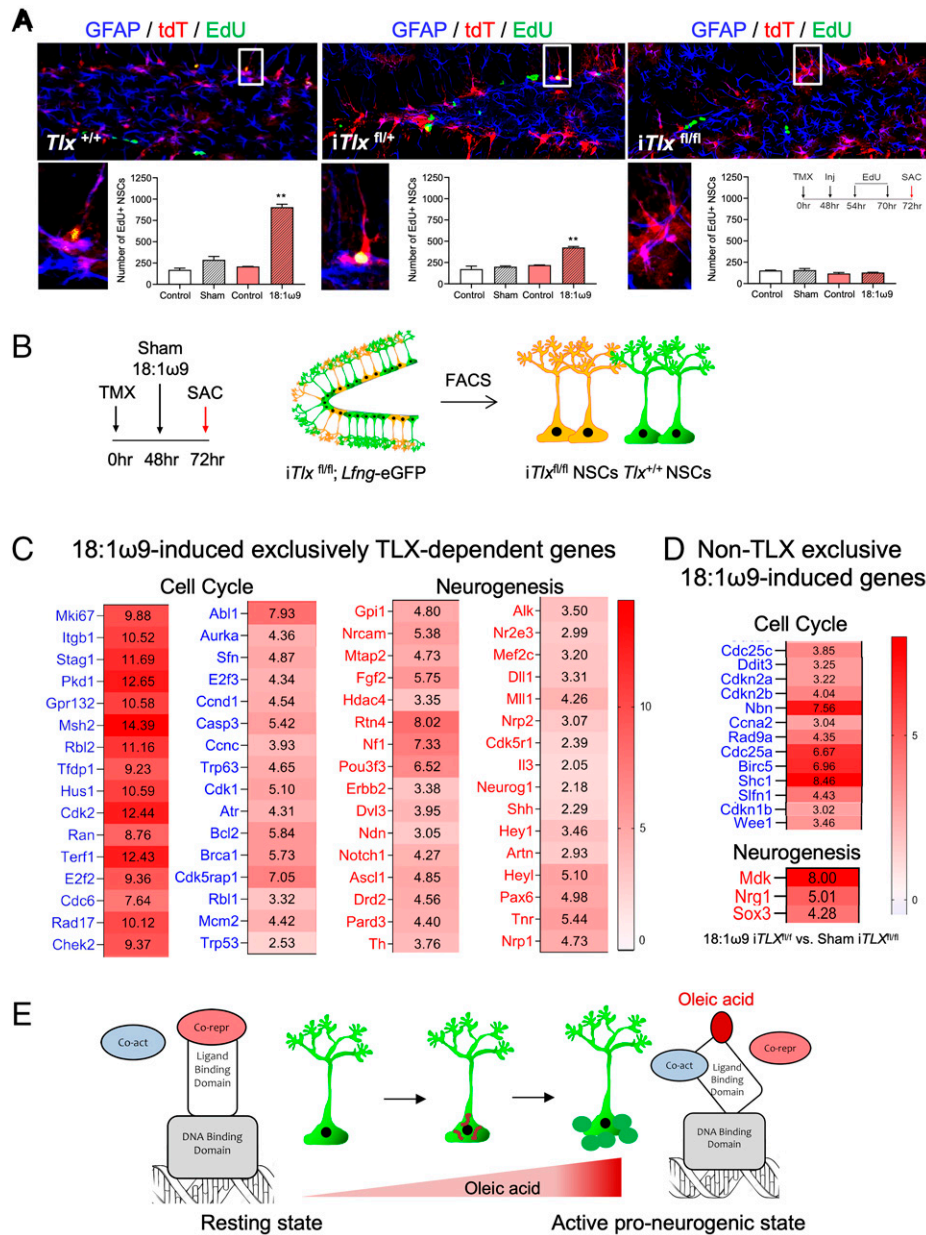 A
GFAP / tdT / EdU
GFAP / tdT / EdU
GFAP / tdT / EdU
Tlx +/+
iTlx fl/+
iTlx fl/fl
Number of EdU+ NSCs
1250
1000
750
500
250
0
**
Control
Sham
Control
18:1ω9
Number of EdU+ NSCs
1250
1000
750
500
250
0
**
Control
Sham
Control
18:1ω9
Number of EdU+ NSCs
1250
1000
750
500
250
0
TMX Inj EdU SAC
0hr 48hr 54hr 70hr 72hr
Control
Sham
Control
18:1ω9
B
Sham
18:1ω9
TMX SAC
0hr 48hr 72hr
iTlx fl/fl; Lfng-eGFP
FACS
iTlxfl/fl NSCs Tlx+/+ NSCs
C 18:1ω9-induced exclusively TLX-dependent genes
Cell Cycle
Mki67 9.88
Itgb1 10.52
Stag1 11.69
Pkd1 12.65
Gpr132 10.58
Msh2 14.39
Rbl2 11.16
Tfdp1 9.23
Hus1 10.59
Cdk2 12.44
Ran 8.76
Terf1 12.43
E2f2 9.36
Cdc6 7.64
Rad17 10.12
Chek2 9.37
Abl1 7.93
Aurka 4.36
Sfn 4.87
E2f3 4.34
Ccnd1 4.54
Casp3 5.42
Ccnc 3.93
Trp63 4.65
Cdk1 5.10
Atr 4.31
Bcl2 5.84
Brca1 5.73
Cdk5rap1 7.05
Rbl1 3.32
Mcm2 4.42
Trp53 2.53
Neurogenesis
Gpi1 4.80
Nrcam 5.38
Mtap2 4.73
Fgf2 5.75
Hdac4 3.35
Rtn4 8.02
Nf1 7.33
Pou3f3 6.52
Erbb2 3.38
Dvl3 3.95
Ndn 3.05
Notch1 4.27
Ascl1 4.85
Drd2 4.56
Pard3 4.40
Th 3.76
Alk 3.50
Nr2e3 2.99
Mef2c 3.20
Dll1 3.31
Mll1 4.26
Nrp2 3.07
Cdk5r1 2.39
Il3 2.05
Neurog1 2.18
Shh 2.29
Hey1 3.46
Artn 2.93
Heyl 5.10
Pax6 4.98
Tnr 5.44
Nrp1 4.73
10
5
0
D Non-TLX exclusive
18:1ω9-induced genes
Cell Cycle
Cdc25c 3.85
Ddit3 3.25
Cdkn2a 3.22
Cdkn2b 4.04
Nbn 7.56
Ccna2 3.04
Rad9a 4.35
Cdc25a 6.67
Birc5 6.96
Shc1 8.46
Slfn1 4.43
Cdkn1b 3.02
Wee1 3.46
Neurogenesis
Mdk 8.00
Nrg1 5.01
Sox3 4.28
5
0
18:1ω9 iTLXfl/f vs. Sham iTLXfl/fl
E
Co-act
Co-repr
Ligand
Binding
Domain
DNA Binding
Domain
Resting state
Oleic acid
Oleic acid
Co-act
Co-repr
Ligand
Binding
Domain
DNA Binding
Domain
Active pro-neurogenic state